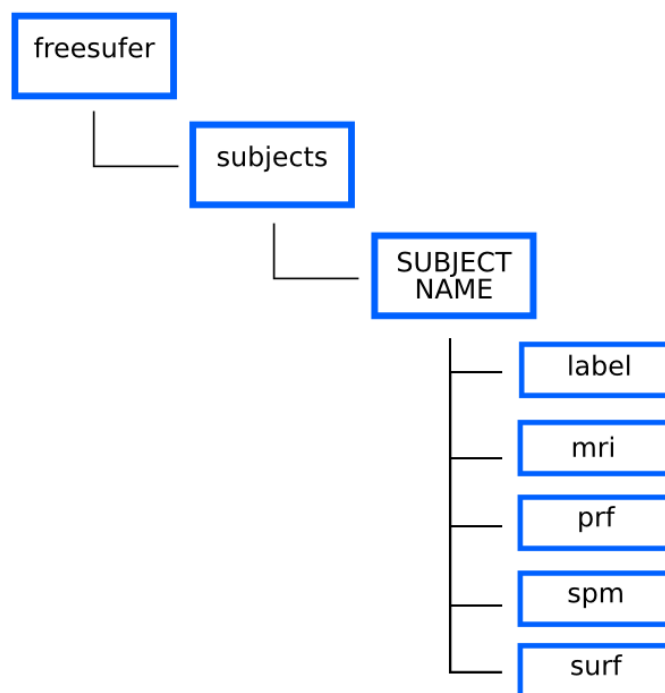 freesufer
subjects
SUBJECT
NAME
label
mri
prf
spm
surf